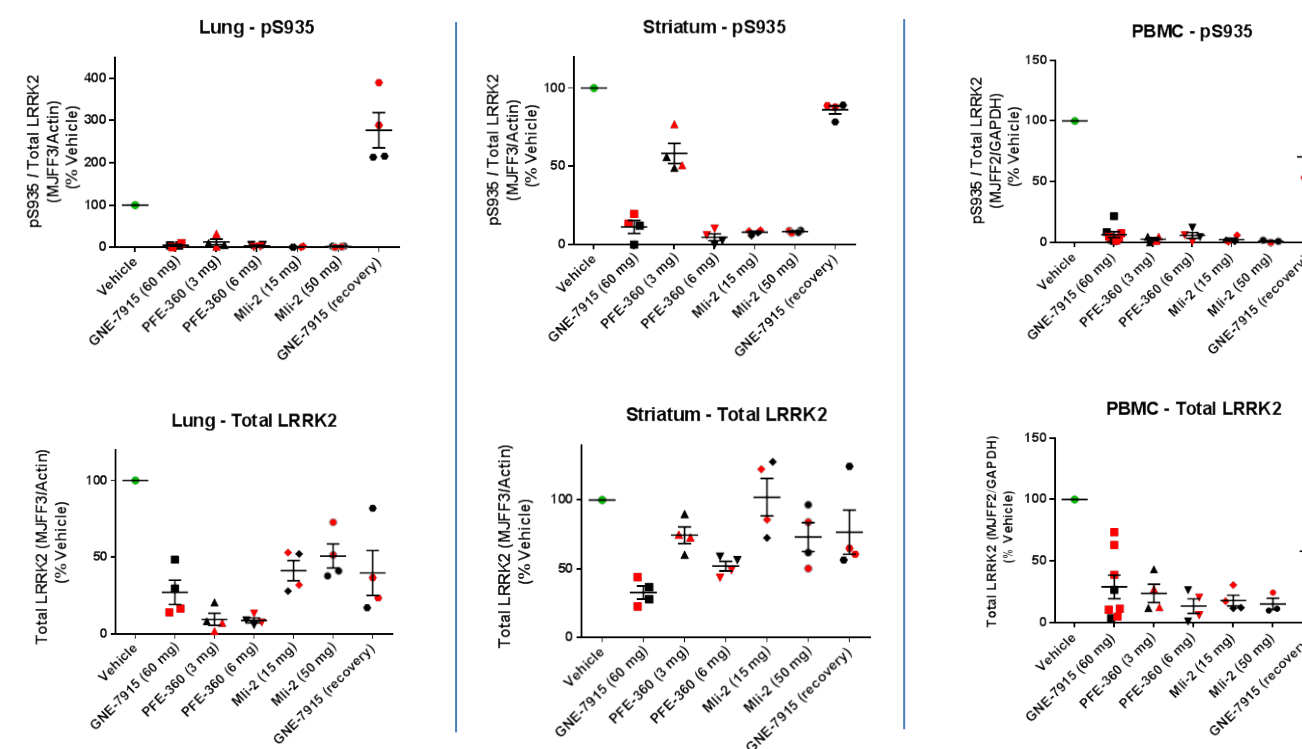 Lung - pS935
pS935 / Total LRRK2
(MJFF3/Actin)
(% Vehicle)
400
300
200
100
0
Vehicle
GNE-7915 (60 mg)
PFE-360 (3 mg)
PFE-360 (6 mg)
Mli-2 (15 mg)
Mli-2 (50 mg)
GNE-7915 (recovery)
Striatum - pS935
pS935 / Total LRRK2
(MJFF3/Actin)
(% Vehicle)
100
50
0
Vehicle
GNE-7915 (60 mg)
PFE-360 (3 mg)
PFE-360 (6 mg)
Mli-2 (15 mg)
Mli-2 (50 mg)
GNE-7915 (recovery)
PBMC - pS935
pS935 / Total LRRK2
(MJFF2/GAPDH)
(% Vehicle)
150
100
50
0
Vehicle
GNE-7915 (60 mg)
PFE-360 (3 mg)
PFE-360 (6 mg)
Mli-2 (15 mg)
Mli-2 (50 mg)
GNE-7915 (recovery
Lung - Total LRRK2
Total LRRK2 (MJFF3/Actin)
(% Vehicle)
100
50
0
Vehicle
GNE-7915 (60 mg)
PFE-360 (3 mg)
PFE-360 (6 mg)
Mli-2 (15 mg)
Mli-2 (50 mg)
GNE-7915 (recovery)
Striatum - Total LRRK2
Total LRRK2 (MJFF3/Actin)
(% Vehicle)
100
50
0
Vehicle
GNE-7915 (60 mg)
PFE-360 (3 mg)
PFE-360 (6 mg)
Mli-2 (15 mg)
Mli-2 (50 mg)
GNE-7915 (recovery)
PBMC - Total LRRK2
Total LRRK2 (MJFF2/GAPDH)
(% Vehicle)
150
100
50
0
Vehicle
GNE-7915 (60 mg)
PFE-360 (3 mg)
PFE-360 (6 mg)
Mli-2 (15 mg)
Mli-2 (50 mg)
GNE-7915 (recovery